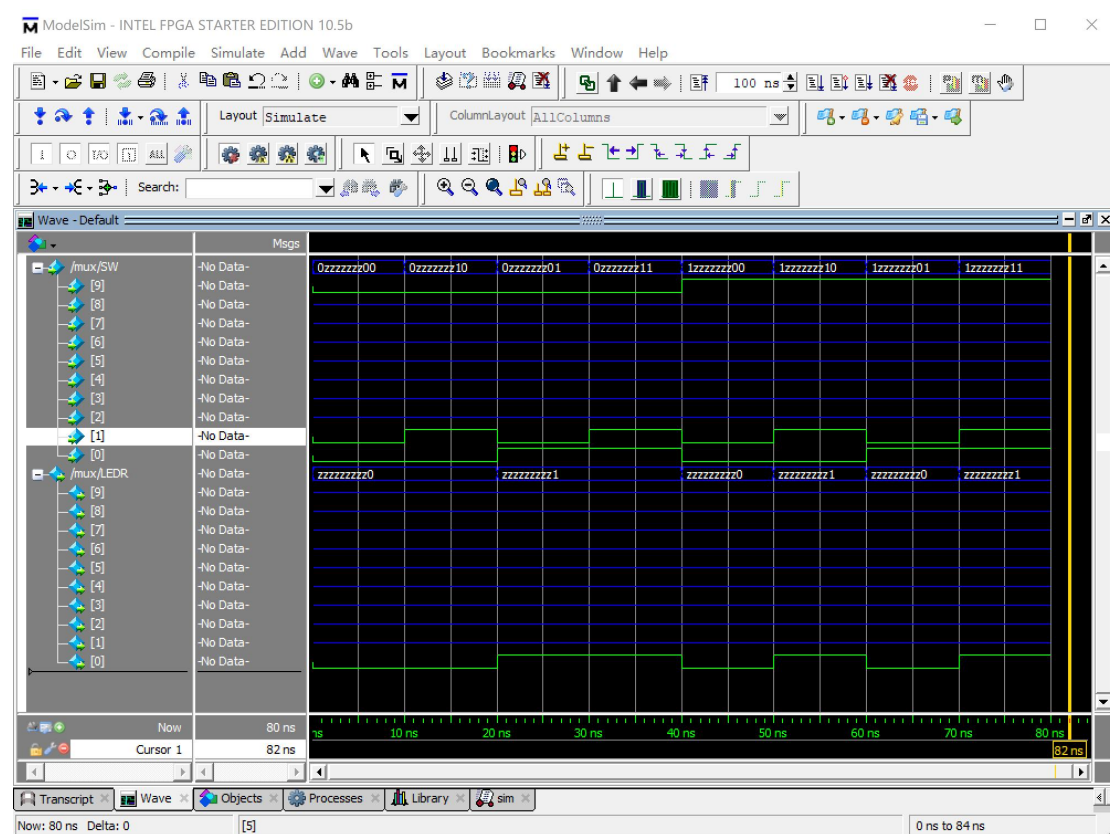 ModelSim - INTEL FPGA STARTER EDITION 10.5b
File Edit View Compile Simulate Add Wave Tools Layout Bookmarks Window Help
100 ns
Layout Simulate ColumnLayout AllColumns
Search:
Wave - Default
Msgs
/mux/SW -No Data- 0zzzzzzz00 0zzzzzzz10 0zzzzzzz01 0zzzzzzz11 1zzzzzzz00 1zzzzzzz10 1zzzzzzz01 1zzzzzzz11
[9] -No Data-
[8] -No Data-
[7] -No Data-
[6] -No Data-
[5] -No Data-
[4] -No Data-
[3] -No Data-
[2] -No Data-
[1] -No Data-
[0] -No Data-
/mux/LEDR -No Data- zzzzzzzzz0 zzzzzzzzz1 zzzzzzzzz0 zzzzzzzzz1 zzzzzzzzz0 zzzzzzzzz1
[9] -No Data-
[8] -No Data-
[7] -No Data-
[6] -No Data-
[5] -No Data-
[4] -No Data-
[3] -No Data-
[2] -No Data-
[1] -No Data-
[0] -No Data-
Now 80 ns ns 10 ns 20 ns 30 ns 40 ns 50 ns 60 ns 70 ns 80 ns
Cursor 1 82 ns 82 ns
Transcript Wave Objects Processes Library sim
Now: 80 ns Delta: 0 [5] 0 ns to 84 ns